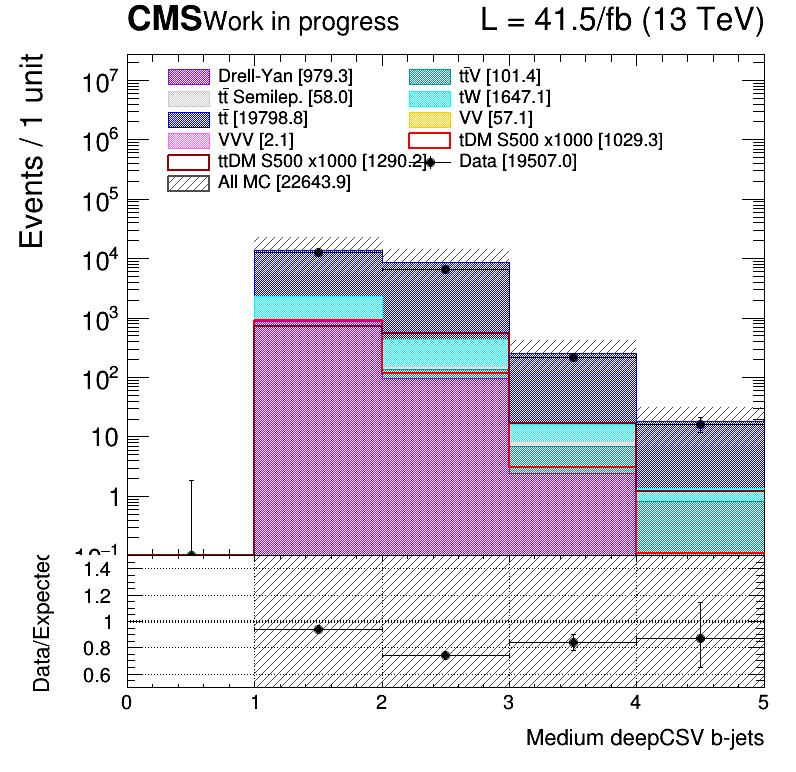 CMS Work in progress L = 41.5/fb (13 TeV)
Events / 1 unit
Drell-Yan [979.3] tt̄V [101.4]
tt̄ Semilep. [58.0] tW [1647.1]
tt̄ [19798.8] VV [57.1]
VVV [2.1] tDM S500 x1000 [1029.3]
ttDM S500 x1000 [1290.2] Data [19507.0]
All MC [22643.9]
10⁷
10⁶
10⁵
10⁴
10³
10²
10
1
10⁻¹
Data/Expected
1.4
1.2
1
0.8
0.6
0 1 2 3 4 5
Medium deepCSV b-jets